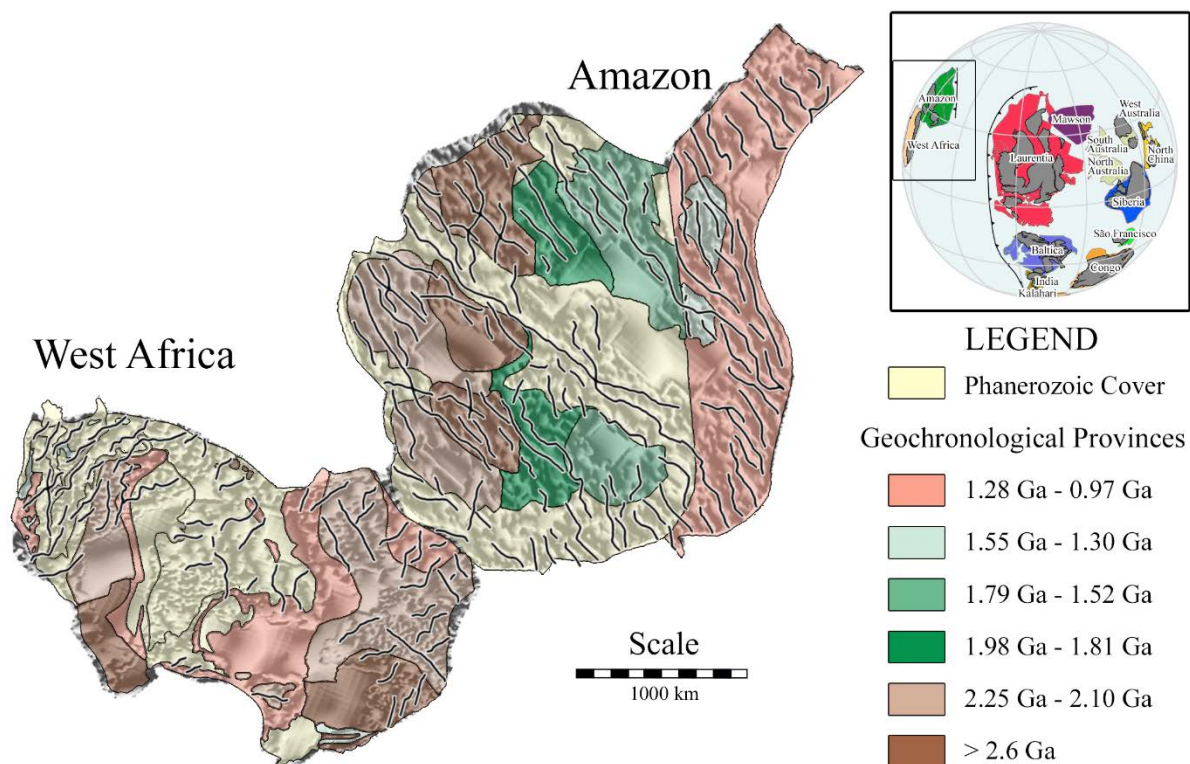 Amazon
West Africa
Scale
1000 km
Amazon
West Africa
Laurentia
Mawson
West
Australia
South
Australia
North
Australia
North
China
Siberia
São Francisco
Congo
Baltica
India
Kalahari
LEGEND
Phanerozoic Cover
Geochronological Provinces
1.28 Ga - 0.97 Ga
1.55 Ga - 1.30 Ga
1.79 Ga - 1.52 Ga
1.98 Ga - 1.81 Ga
2.25 Ga - 2.10 Ga
> 2.6 Ga